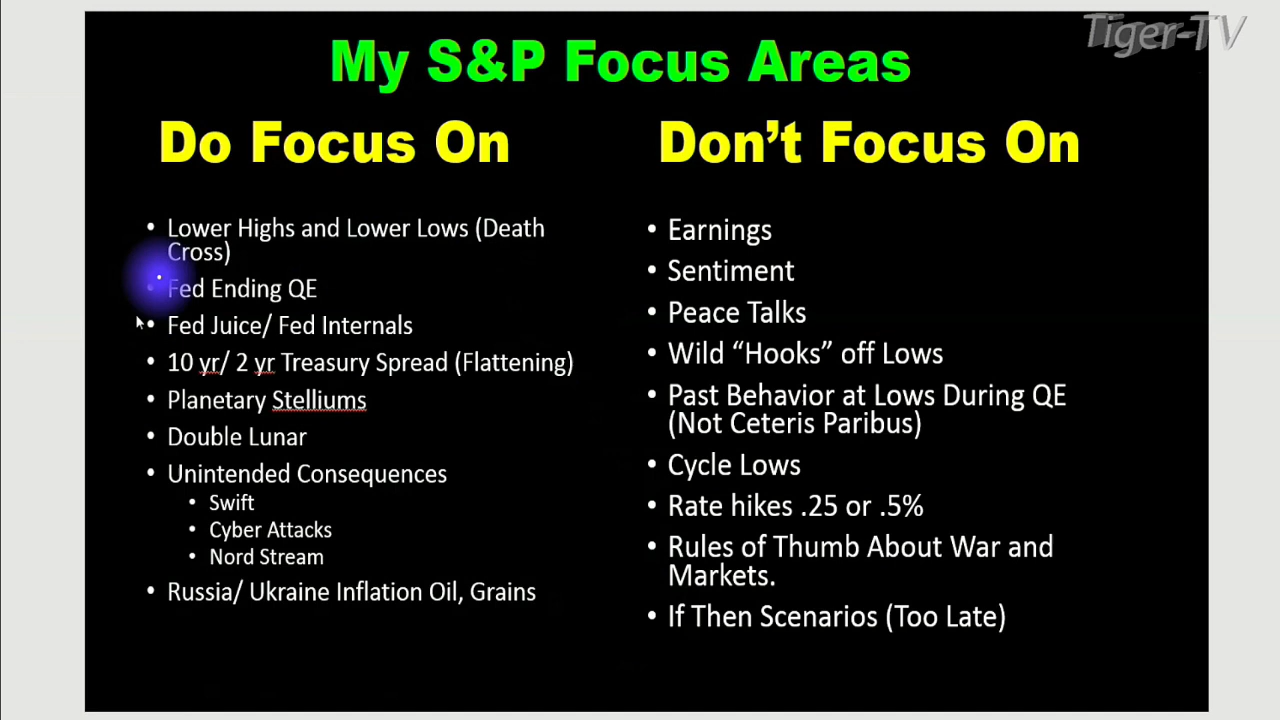 Tiger-TV
My S&P Focus Areas
Do Focus On
• Lower Highs and Lower Lows (Death
Cross)
• Fed Ending QE
• Fed Juice/ Fed Internals
• 10 yr/ 2 yr Treasury Spread (Flattening)
• Planetary Stelliums
• Double Lunar
• Unintended Consequences
• Swift
• Cyber Attacks
• Nord Stream
• Russia/ Ukraine Inflation Oil, Grains
Don’t Focus On
• Earnings
• Sentiment
• Peace Talks
• Wild “Hooks” off Lows
• Past Behavior at Lows During QE
(Not Ceteris Paribus)
• Cycle Lows
• Rate hikes .25 or .5%
• Rules of Thumb About War and
Markets.
• If Then Scenarios (Too Late)